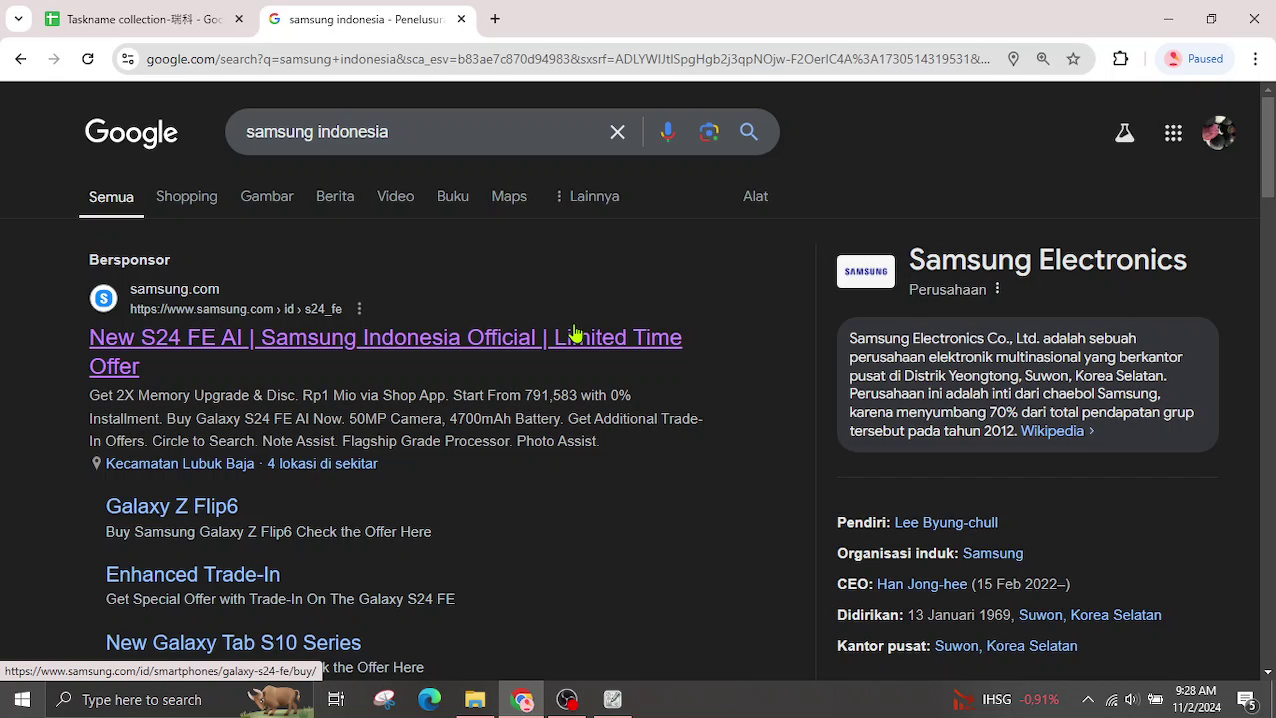 Taskname collection-瑞科 - Goo
samsung indonesia - Penelusura
google.com/search?q=samsung+indonesia&sca_esv=b83ae7c870d94983&sxsrf=ADLYWIJtlSpgHgb2j3qpNOjw-F2OerlC4A%3A1730514319531&...
Paused
Google
samsung indonesia
Semua
Shopping
Gambar
Berita
Video
Buku
Maps
Lainnya
Alat
Bersponsor
S
samsung.com
https://www.samsung.com › id › s24_fe
New S24 FE AI | Samsung Indonesia Official | Limited Time
Offer
Get 2X Memory Upgrade & Disc. Rp1 Mio via Shop App. Start From 791,583 with 0%
Installment. Buy Galaxy S24 FE AI Now. 50MP Camera, 4700mAh Battery. Get Additional Trade-
In Offers. Circle to Search. Note Assist. Flagship Grade Processor. Photo Assist.
Kecamatan Lubuk Baja · 4 lokasi di sekitar
Galaxy Z Flip6
Buy Samsung Galaxy Z Flip6 Check the Offer Here
Enhanced Trade-In
Get Special Offer with Trade-In On The Galaxy S24 FE
New Galaxy Tab S10 Series
k the Offer Here
SAMSUNG
Samsung Electronics
Perusahaan
Samsung Electronics Co., Ltd. adalah sebuah
perusahaan elektronik multinasional yang berkantor
pusat di Distrik Yeongtong, Suwon, Korea Selatan.
Perusahaan ini adalah inti dari chaebol Samsung,
karena menyumbang 70% dari total pendapatan grup
tersebut pada tahun 2012. Wikipedia ›
Pendiri: Lee Byung-chull
Organisasi induk: Samsung
CEO: Han Jong-hee (15 Feb 2022–)
Didirikan: 13 Januari 1969, Suwon, Korea Selatan
Kantor pusat: Suwon, Korea Selatan
https://www.samsung.com/id/smartphones/galaxy-s24-fe/buy/
Type here to search
IHSG -0,91%
9:28 AM
11/2/2024
5